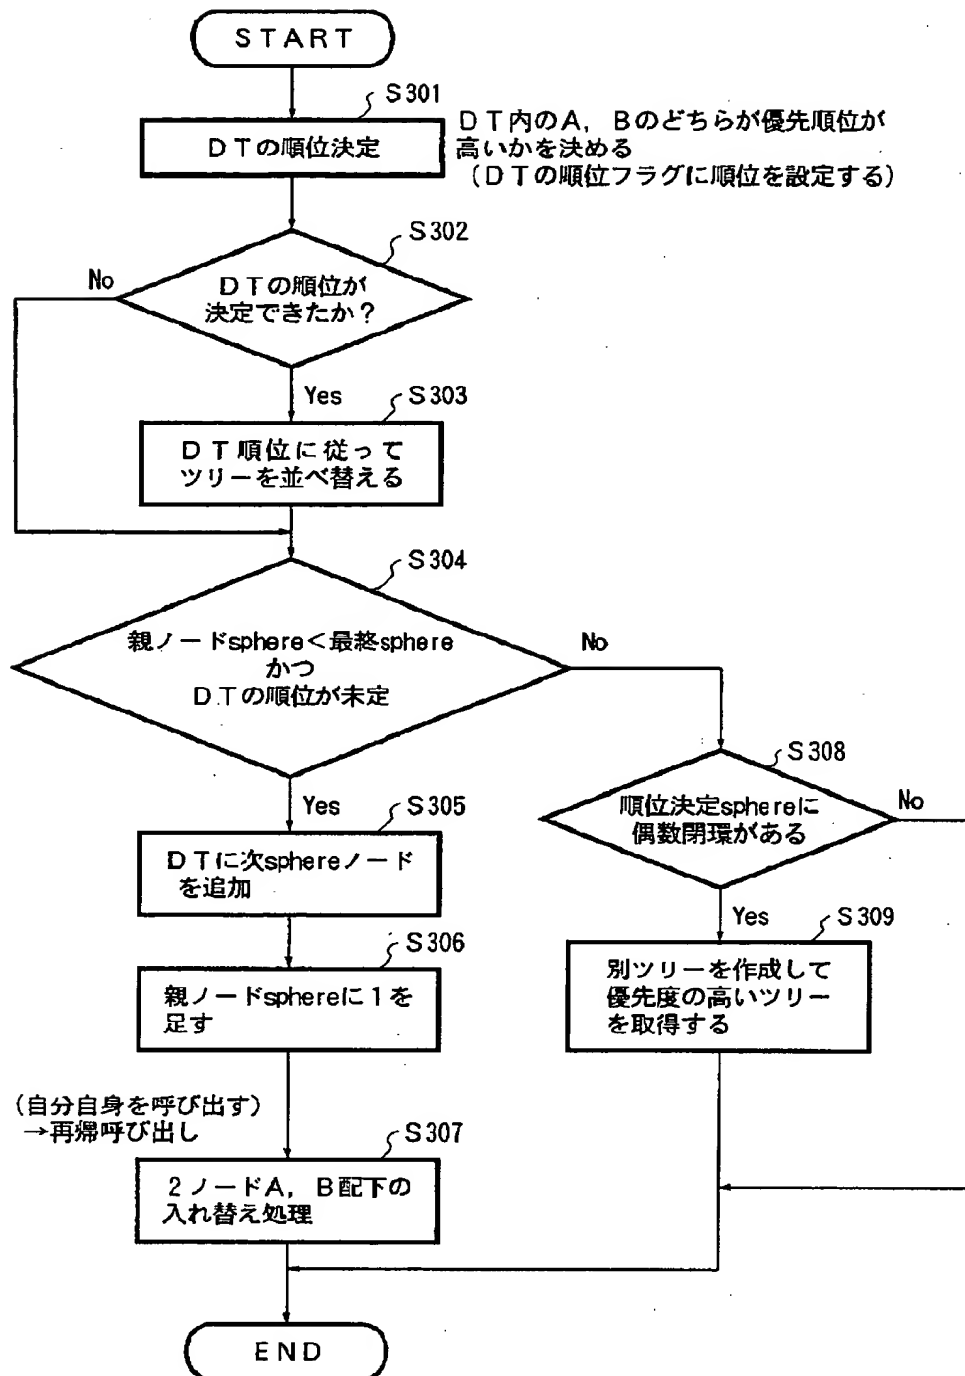 START
S301
DTの順位決定
DT内のA，Bのどちらが優先順位が
高いかを決める
（DTの順位フラグに順位を設定する）
S302
No
DTの順位が
決定できたか？
Yes
S303
DT順位に従って
ツリーを並べ替える
S304
親ノードsphere＜最終sphere
かつ
DTの順位が未定
No
S308
順位決定sphereに
偶数閉環がある
No
Yes
S305
DTに次sphereノード
を追加
Yes
S309
別ツリーを作成して
優先度の高いツリー
を取得する
S306
親ノードsphereに1を
足す
（自分自身を呼び出す）
→再帰呼び出し
S307
2ノードA，B配下の
入れ替え処理
END